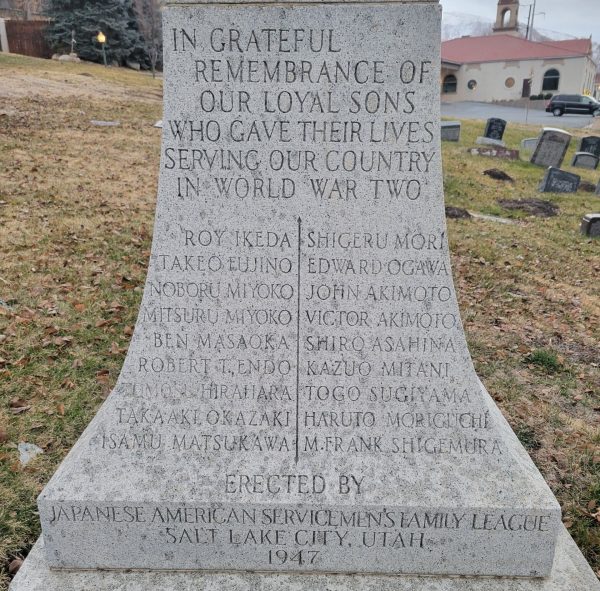 IN GRATEFUL
REMEMBRANCE OF
OUR LOYAL SONS
WHO GAVE THEIR LIVES
SERVING OUR COUNTRY
IN WORLD WAR TWO
ROY IKEDA
TAKEO FUJINO
NOBORU MIYOKO
MITSURU MIYOKO
BEN MASAOKA
ROBERT T. ENDO
HIRAHARA
TAKAAKI OKAZAKI
ISAMU MATSUKAWA
SHIGERU MORI
EDWARD OGAWA
JOHN AKIMOTO
VICTOR AKIMOTO
SHIRO ASAHINA
KAZUO MITANI
TOGO SUGIYAMA
HARUTO MORIGUCHI
M. FRANK SHIGEMURA
ERECTED BY
JAPANESE AMERICAN SERVICEMEN'S FAMILY LEAGUE
SALT LAKE CITY, UTAH
1947